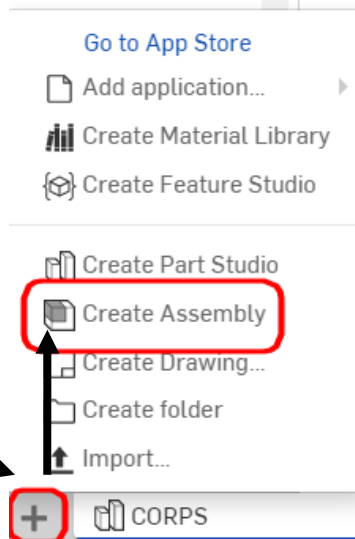 Go to App Store
Add application...
Create Material Library
Create Feature Studio
Create Part Studio
Create Assembly
Create Drawing...
Create folder
Import...
CORPS